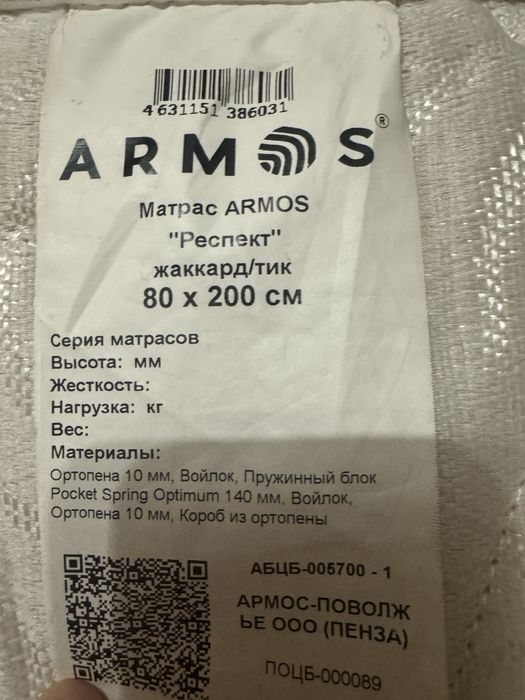 4631151 386031
ARMOS®
Матрас ARMOS
"Респект"
жаккард/тик
80 x 200 см
Серия матрасов
Высота: мм
Жесткость:
Нагрузка: кг
Вес:
Материалы:
Ортопена 10 мм, Войлок, Пружинный блок
Pocket Spring Optimum 140 мм, Войлок,
Ортопена 10 мм, Короб из ортопены
АБЦБ-005700 - 1
АРМОС-ПОВОЛЖ
ЬЕ ООО (ПЕНЗА)
ПОЦБ-000089